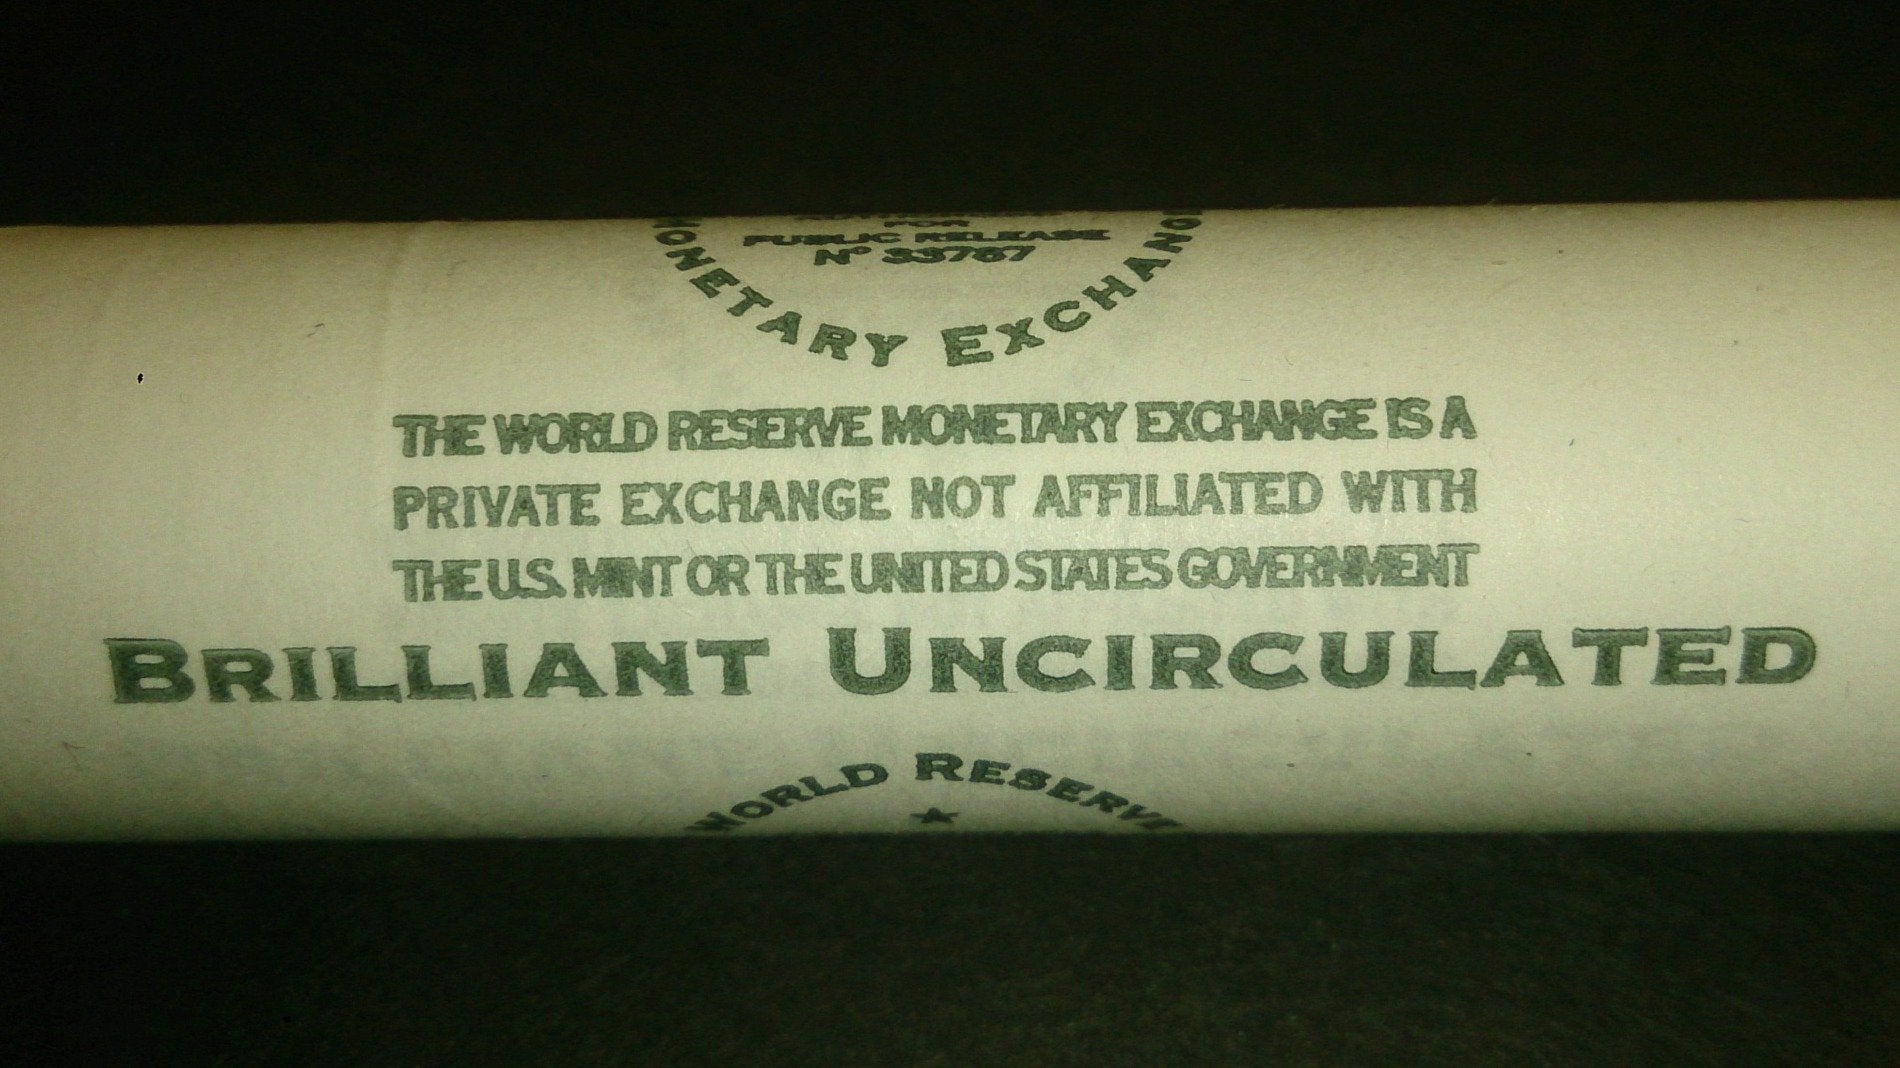 FOR
PUBLIC RELEASE
Nº 33767
MONETARY EXCHANG
THE WORLD RESERVE MONETARY EXCHANGE IS A
PRIVATE EXCHANGE NOT AFFILIATED WITH
THE U.S. MINT OR THE UNITED STATES GOVERNMENT
BRILLIANT UNCIRCULATED
WORLD RESERV